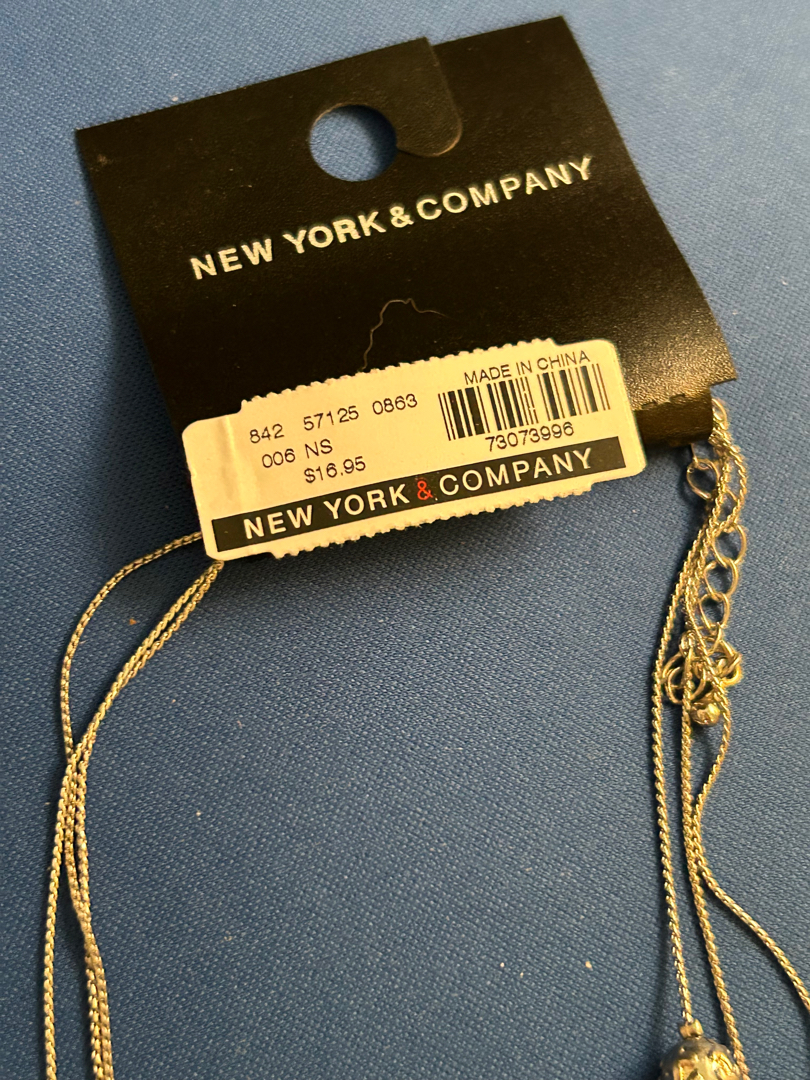 NEW YORK & COMPANY
MADE IN CHINA
842 57125 0863
73073996
006 NS
$16.95
NEW YORK & COMPANY